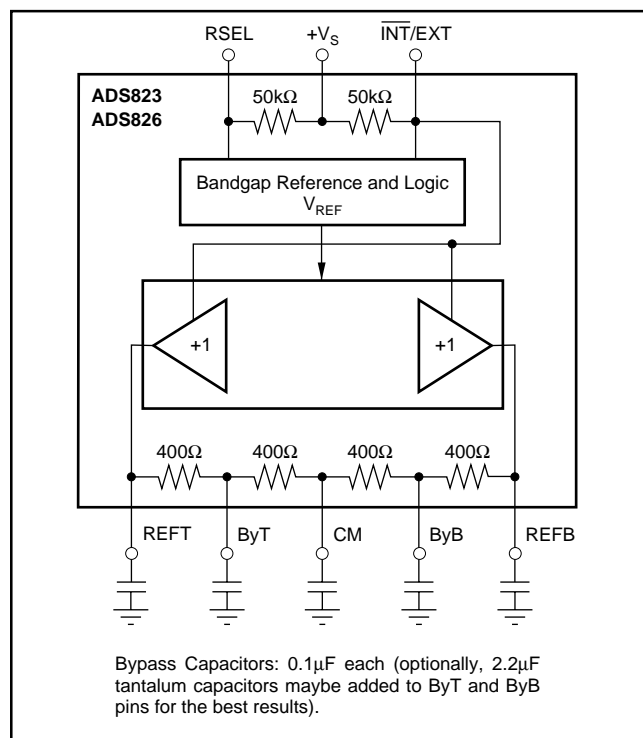 RSEL +VS INT/EXT
ADS823
ADS826
50kΩ 50kΩ
Bandgap Reference and Logic
VREF
+1 +1
400Ω 400Ω 400Ω 400Ω
REFT ByT CM ByB REFB
Bypass Capacitors: 0.1µF each (optionally, 2.2µF
tantalum capacitors maybe added to ByT and ByB
pins for the best results).